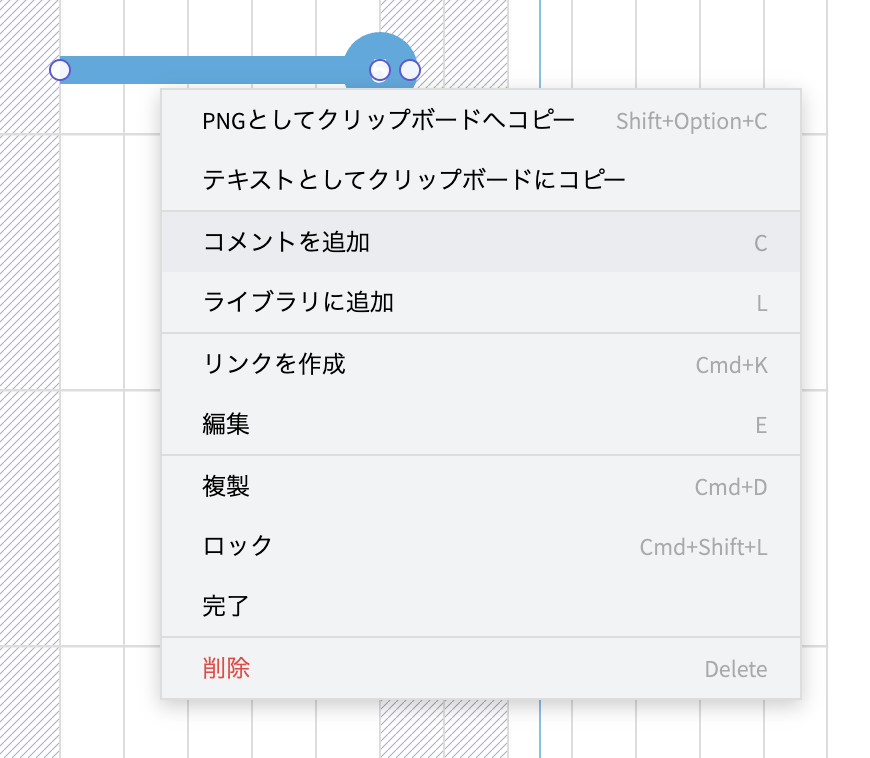 PNGとしてクリップボードへコピー Shift+Option+C
テキストとしてクリップボードにコピー
コメントを追加 C
ライブラリに追加 L
リンクを作成 Cmd+K
編集 E
複製 Cmd+D
ロック Cmd+Shift+L
完了
削除 Delete